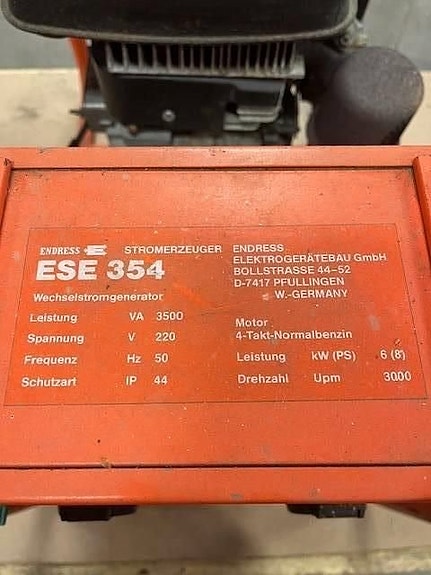 ENDRESS STROMERZEUGER
ESE 354
Wechselstromgenerator
Leistung VA 3500
Spannung V 220
Frequenz Hz 50
Schutzart IP 44
ENDRESS
ELEKTROGERÄTEBAU GmbH
BOLLSTRASSE 44-52
D-7417 PFULLINGEN
W.-GERMANY
Motor
4-Takt-Normalbenzin
Leistung kW (PS) 6 (8)
Drehzahl Upm 3000